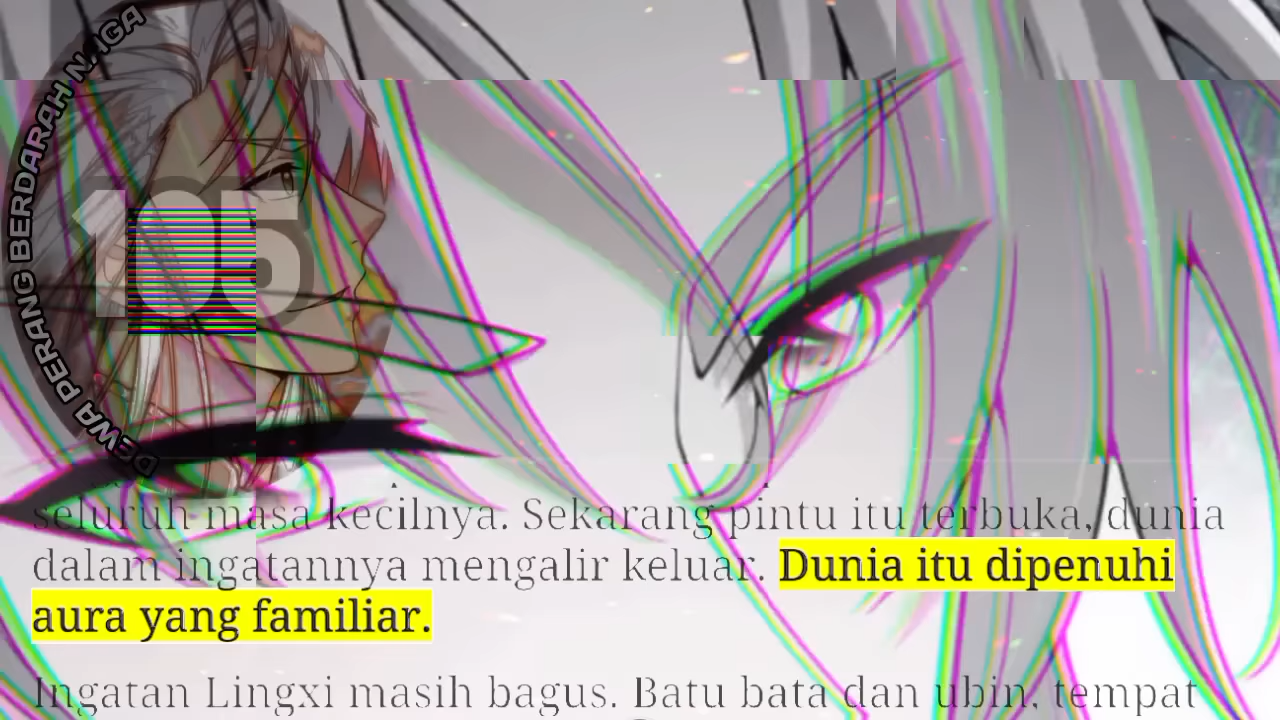 DEWA PERANG BERDARAH NAGA
105
seluruh masa kecilnya. Sekarang pintu itu terbuka, dunia
dalam ingatannya mengalir keluar. Dunia itu dipenuhi
aura yang familiar.
Ingatan Lingxi masih bagus. Batu bata dan ubin, tempat